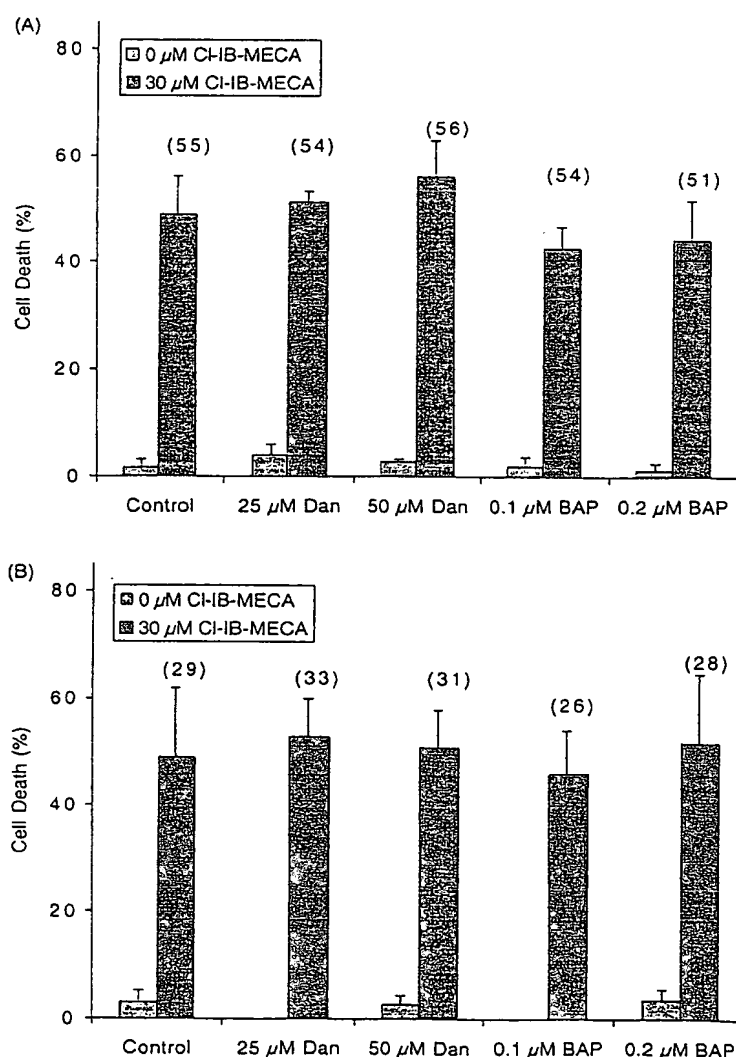 (A)
80
60
40
20
0
Cell Death (%)
0 µM Cl-IB-MECA
30 µM Cl-IB-MECA
(55)
(54)
(56)
(54)
(51)
Control
25 µM Dan
50 µM Dan
0.1 µM BAP
0.2 µM BAP
(B)
80
60
40
20
0
Cell Death (%)
0 µM Cl-IB-MECA
30 µM Cl-IB-MECA
(29)
(33)
(31)
(26)
(28)
Control
25 µM Dan
50 µM Dan
0.1 µM BAP
0.2 µM BAP